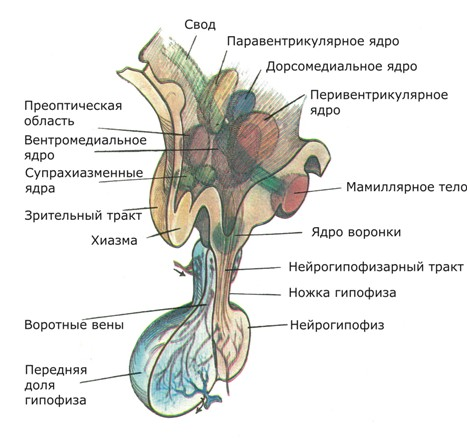 Свод
Паравентрикулярное ядро
Дорсомедиальное ядро
Перивентрикулярное
ядро
Преоптическая
область
Вентромедиальное
ядро
Супрахиазменные
ядра
Мамиллярное тело
Зрительный тракт
Хиазма
Ядро воронки
Нейрогипофизарный тракт
Ножка гипофиза
Воротные вены
Нейрогипофиз
Передняя
доля
гипофиза